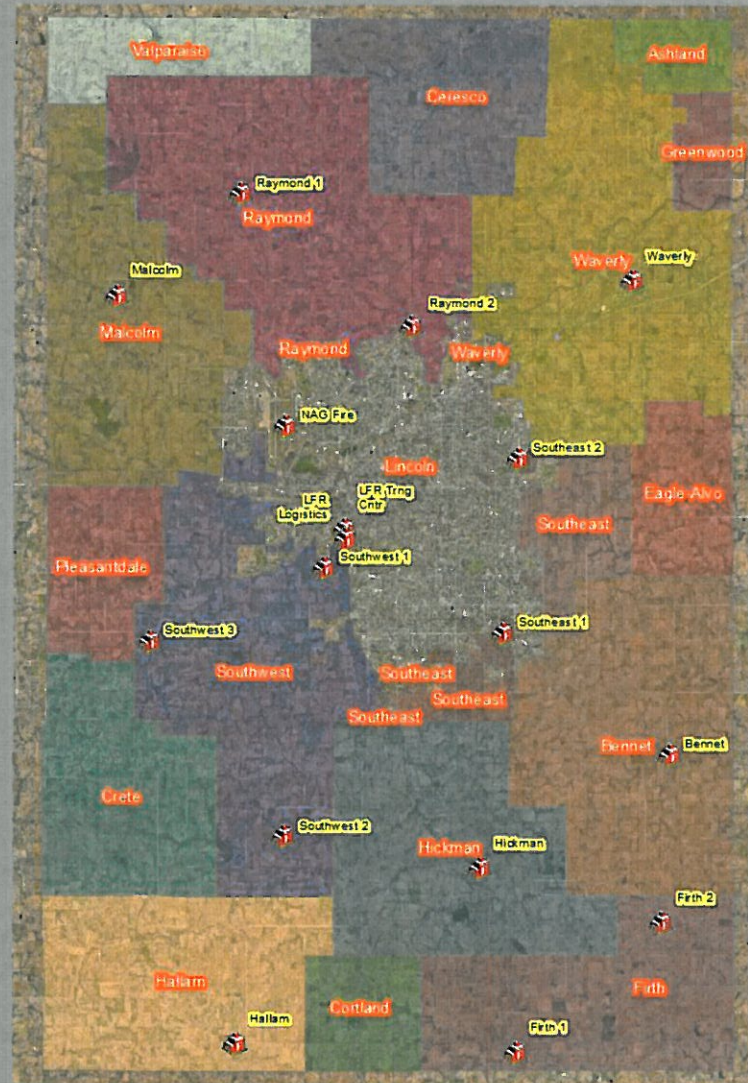 Valparaiso
Ashland
Ceresco
Greenwood
Raymond 1
Raymond
Waverly
Waverly
Malcolm
Raymond 2
Malcolm
Raymond
Waverly
NAG Fire
Southeast 2
Lincoln
LFR Trng
Cntr
LFR
Logistics
Eagle-Alvo
Southeast
Southwest 1
Pleasantdale
Southwest 3
Southeast 1
Southwest
Southeast
Southeast
Southeast
Bennet
Bennet
Crete
Southwest 2
Hickman
Hickman
Firth 2
Hallam
Firth
Cortland
Hallam
Firth 1